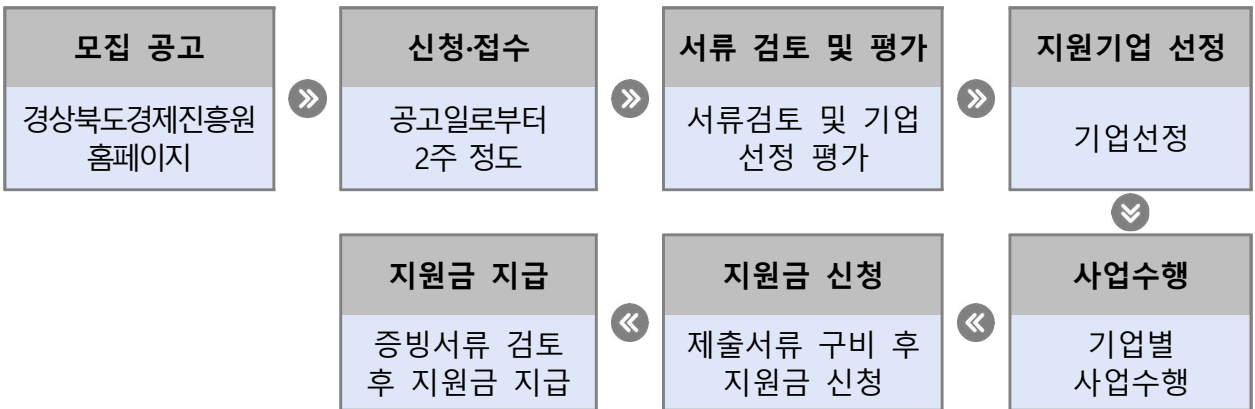 모집 공고
경상북도경제진흥원
홈페이지
신청·접수
공고일로부터
2주 정도
서류 검토 및 평가
서류검토 및 기업
선정 평가
지원기업 선정
기업선정
사업수행
기업별
사업수행
지원금 신청
제출서류 구비 후
지원금 신청
지원금 지급
증빙서류 검토
후 지원금 지급